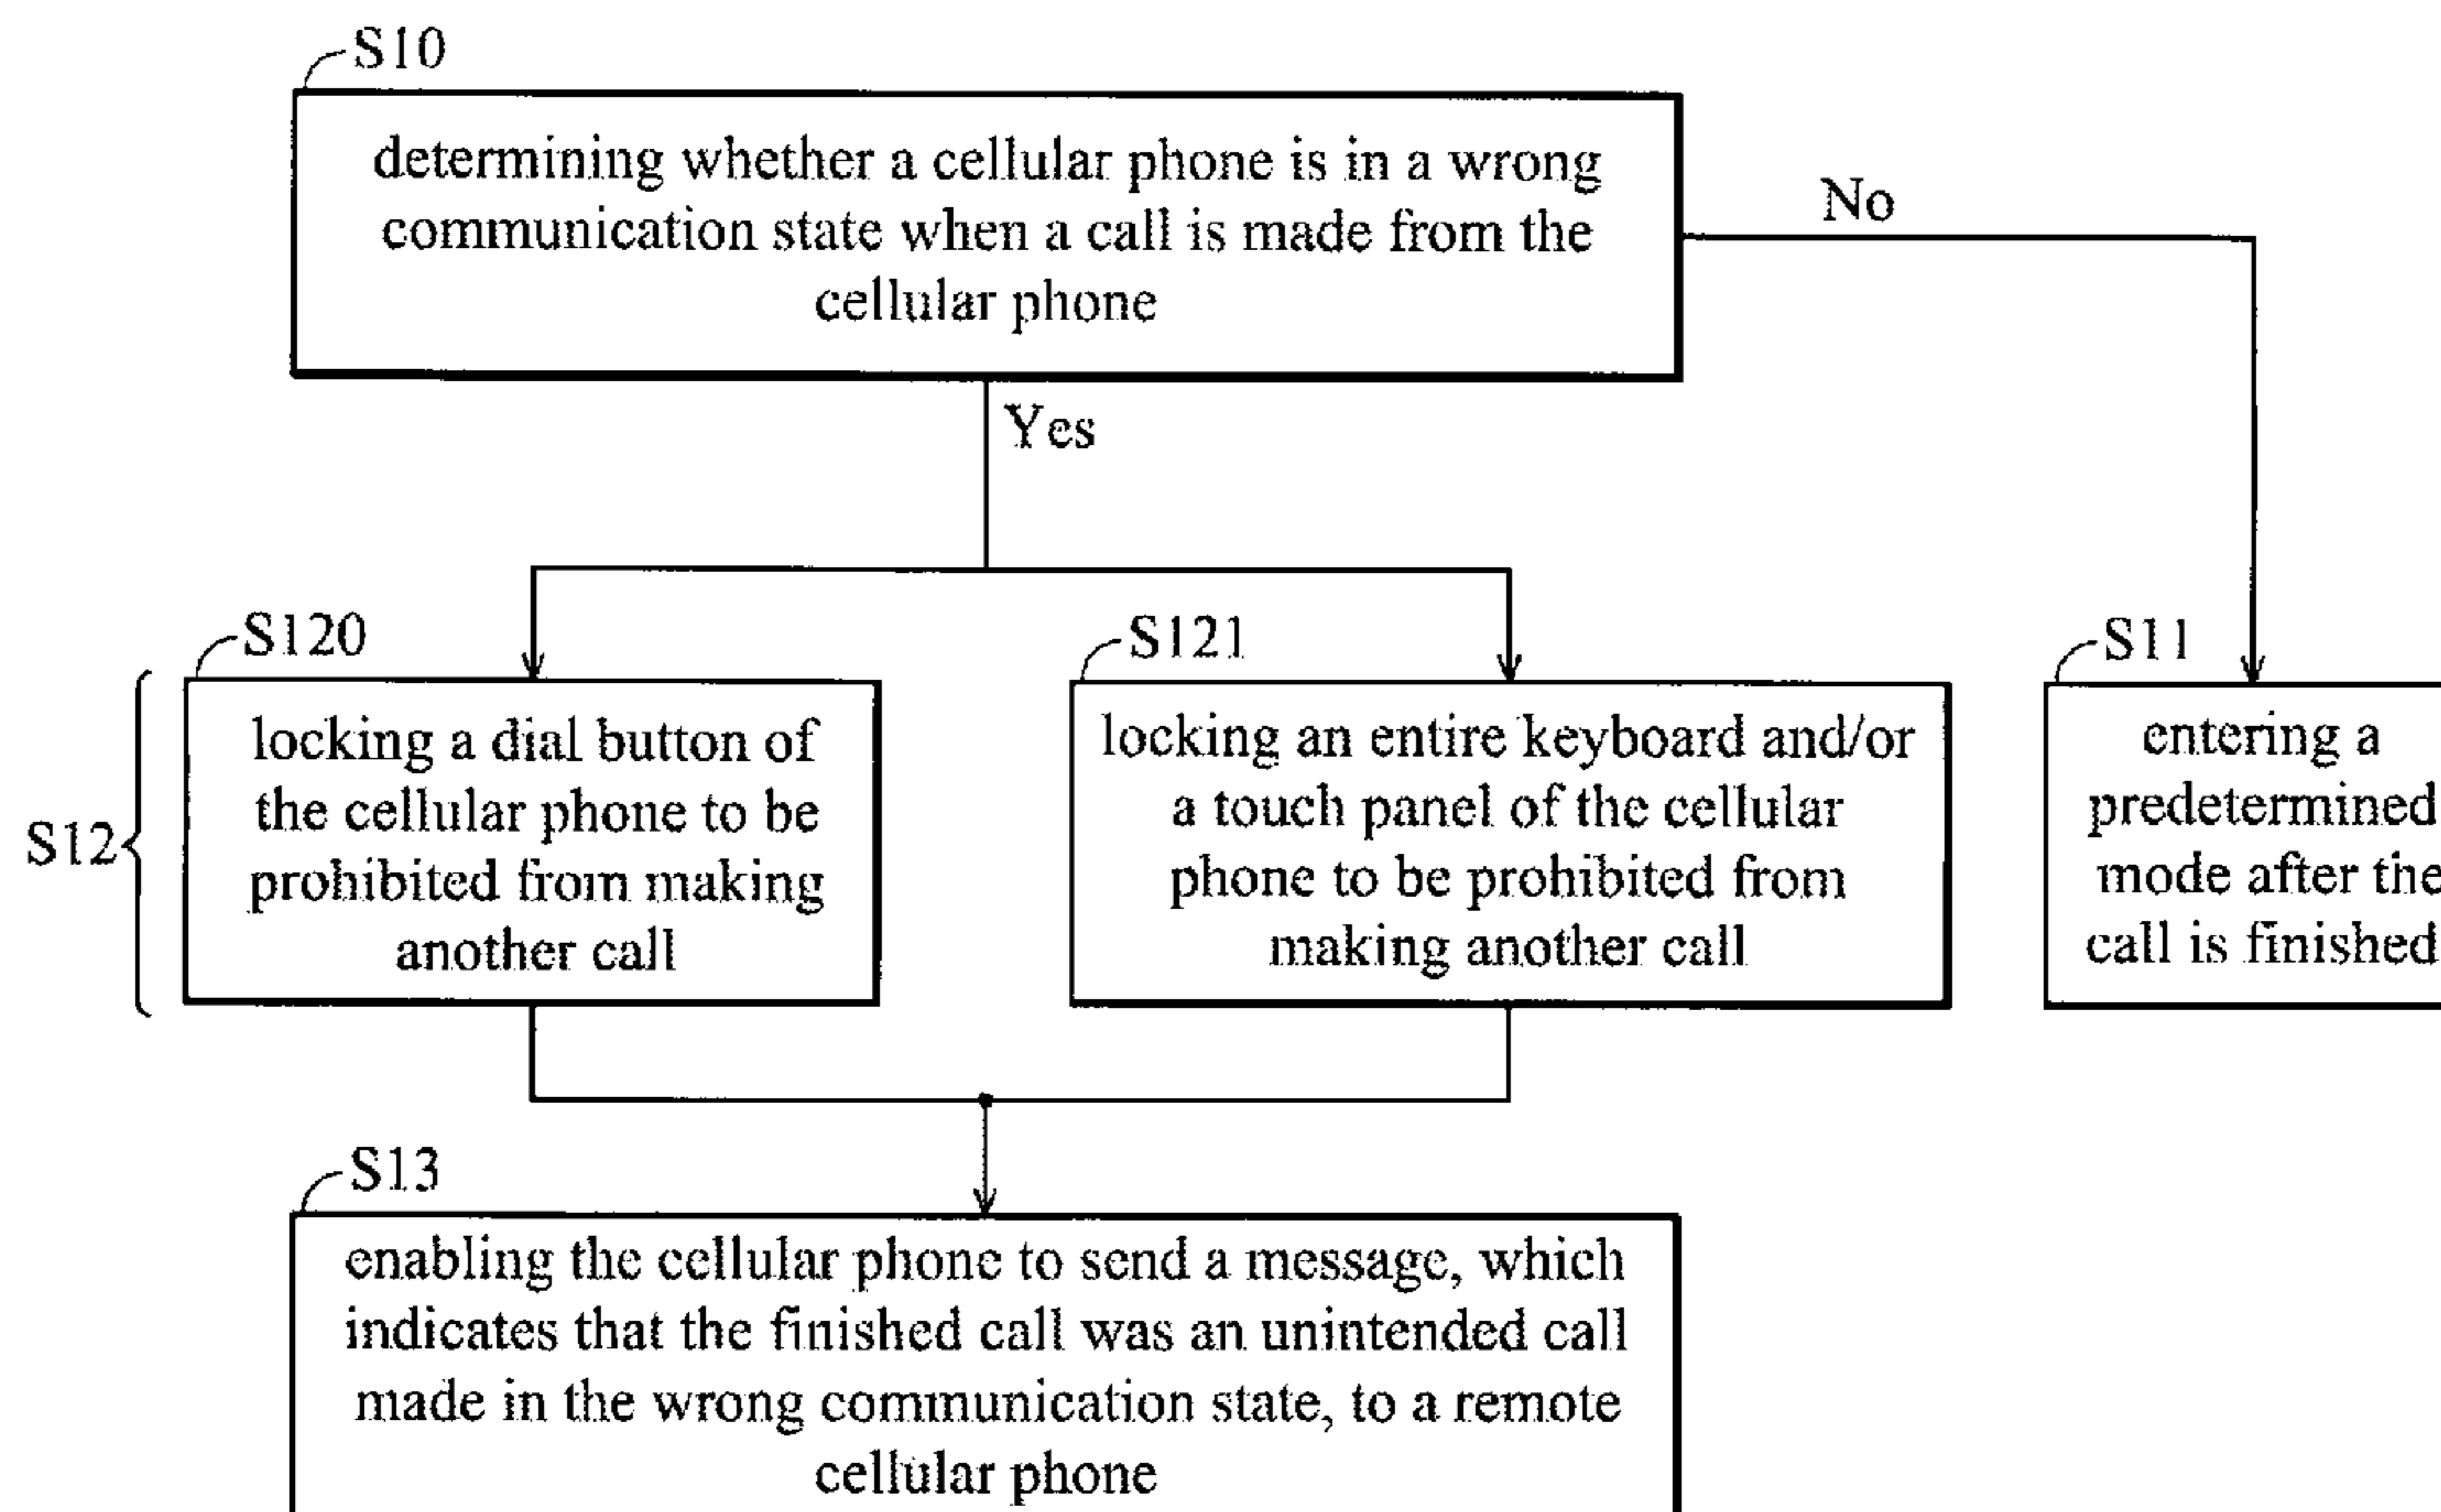 S10
determining whether a cellular phone is in a wrong
communication state when a call is made from the
cellular phone
No
Yes
S12
S120
locking a dial button of
the cellular phone to be
prohibited from making
another call
S121
locking an entire keyboard and/or
a touch panel of the cellular
phone to be prohibited from
making another call
S11
entering a
predetermined
mode after the
call is finished
S13
enabling the cellular phone to send a message, which
indicates that the finished call was an unintended call
made in the wrong communication state, to a remote
cellular phone